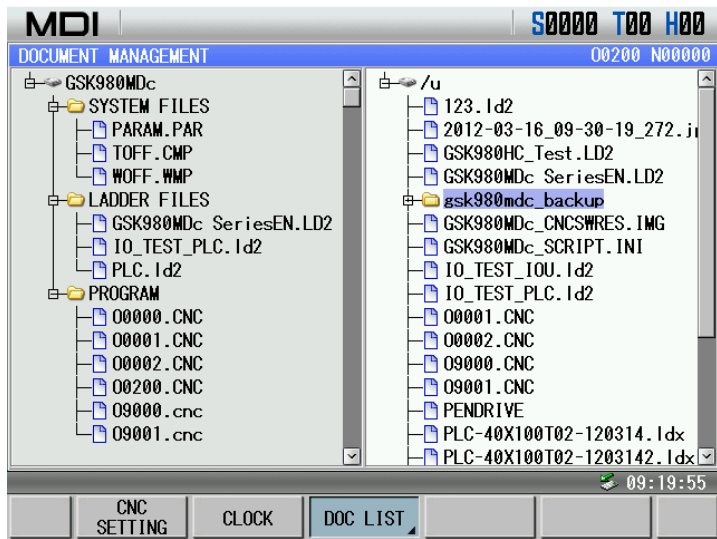 MDI
S0000 T00 H00
DOCUMENT MANAGEMENT
O0200 N00000
GSK980MDc
SYSTEM FILES
PARAM.PAR
TOFF.CMP
WOFF.WMP
LADDER FILES
GSK980MDc SeriesEN.LD2
IO_TEST_PLC.ld2
PLC.ld2
PROGRAM
O0000.CNC
O0001.CNC
O0002.CNC
O0200.CNC
O9000.cnc
O9001.cnc
/u
123.ld2
2012-03-16_09-30-19_272.j
GSK980HC_Test.LD2
GSK980MDc SeriesEN.LD2
gsk980mdc_backup
GSK980MDc_CNCSWRES.IMG
GSK980MDc_SCRIPT.INI
IO_TEST_IOU.ld2
IO_TEST_PLC.ld2
O0001.CNC
O0002.CNC
O9000.CNC
O9001.CNC
PENDRIVE
PLC-40X100T02-120314.ldx
PLC-40X100T02-1203142.ldx
09:19:55
CNC
SETTING
CLOCK
DOC LIST